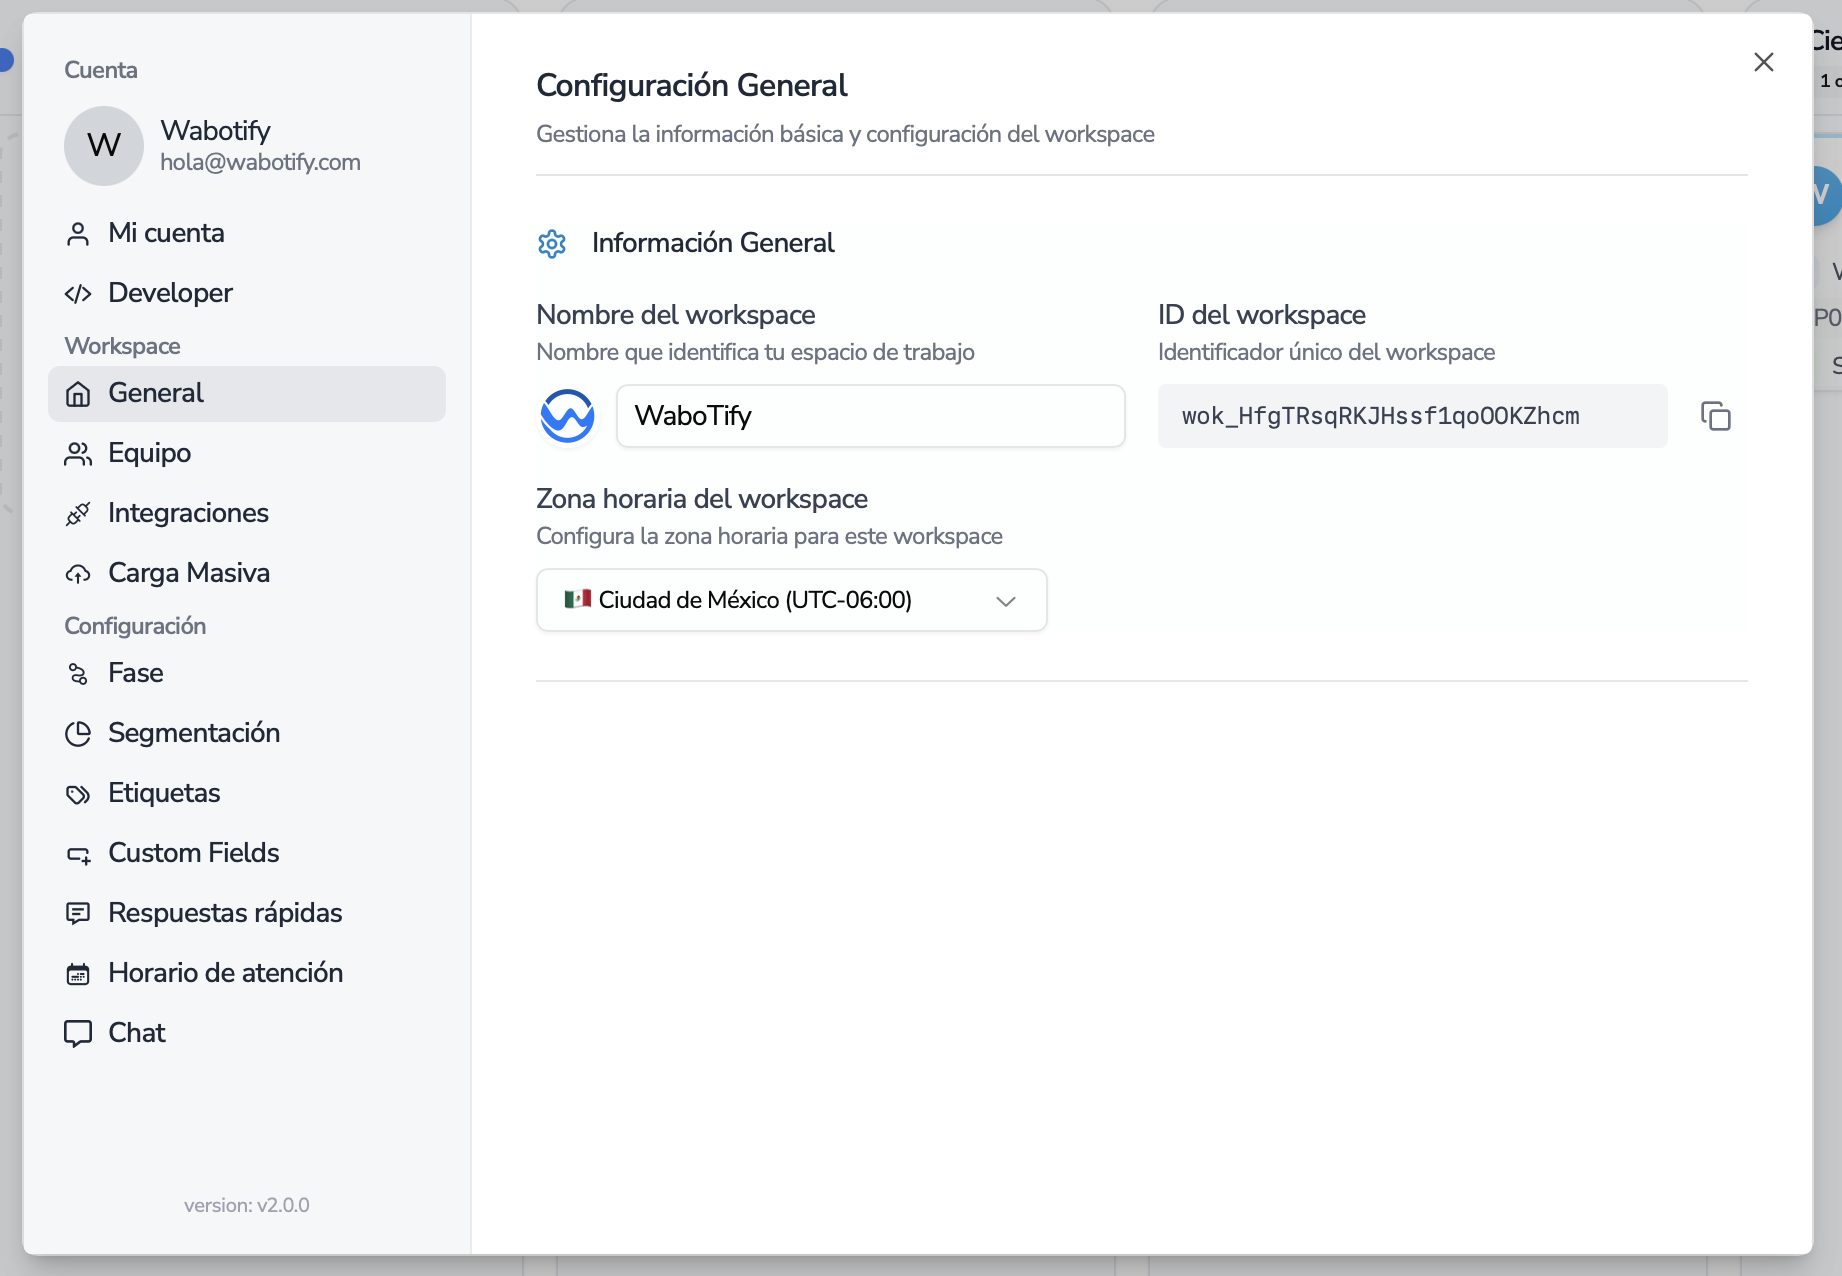 Cuenta
W
Wabotify
hola@wabotify.com
Mi cuenta
Developer
Workspace
General
Equipo
Integraciones
Carga Masiva
Configuración
Fase
Segmentación
Etiquetas
Custom Fields
Respuestas rápidas
Horario de atención
Chat
version: v2.0.0
Configuración General
Gestiona la información básica y configuración del workspace
Información General
Nombre del workspace
Nombre que identifica tu espacio de trabajo
WaboTify
ID del workspace
Identificador único del workspace
wok_HfgTRsqRKJHssf1qoOOKZhcm
Zona horaria del workspace
Configura la zona horaria para este workspace
Ciudad de México (UTC-06:00)